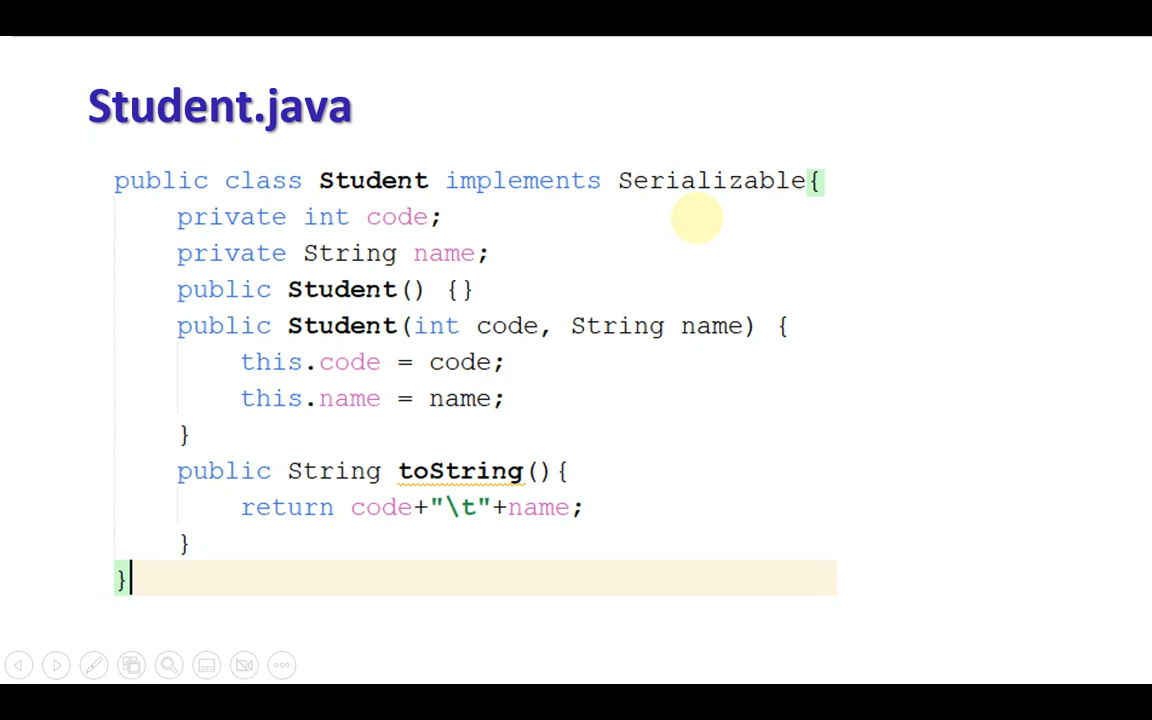 Student.java
public class Student implements Serializable{
    private int code;
    private String name;
    public Student() {}
    public Student(int code, String name) {
        this.code = code;
        this.name = name;
    }
    public String toString(){
        return code+"\t"+name;
    }
}